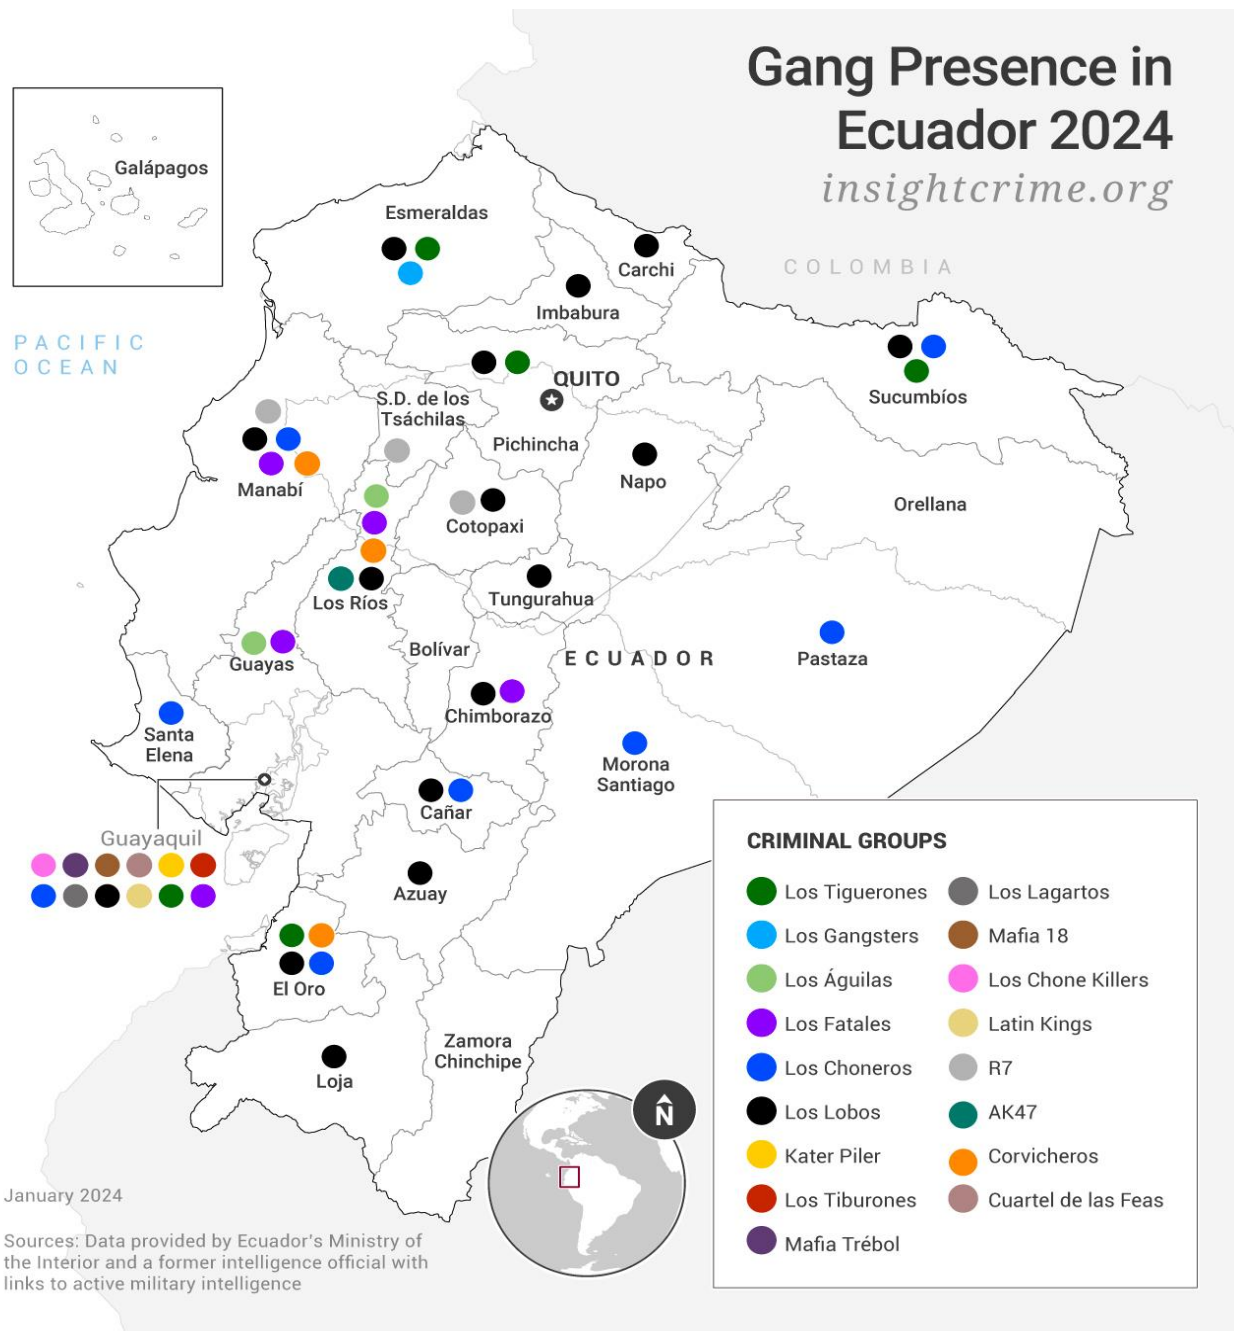 Gang Presence in
Ecuador 2024
insightcrime.org
Galápagos
Esmeraldas
Carchi
COLOMBIA
Imbabura
PACIFIC
OCEAN
QUITO
S.D. de los
Tsáchilas
Sucumbíos
Pichincha
Manabí
Napo
Orellana
Cotopaxi
Los Ríos
Tungurahua
Bolívar
Guayas
ECUADOR
Pastaza
Chimborazo
Santa
Elena
Morona
Santiago
Cañar
Guayaquil
Azuay
El Oro
Zamora
Chinchipe
Loja
CRIMINAL GROUPS
Los Tiguerones
Los Gangsters
Los Águilas
Los Fatales
Los Choneros
Los Lobos
Kater Piler
Los Tiburones
Mafia Trébol
Los Lagartos
Mafia 18
Los Chone Killers
Latin Kings
R7
AK47
Corvicheros
Cuartel de las Feas
N
January 2024
Sources: Data provided by Ecuador's Ministry of
the Interior and a former intelligence official with
links to active military intelligence